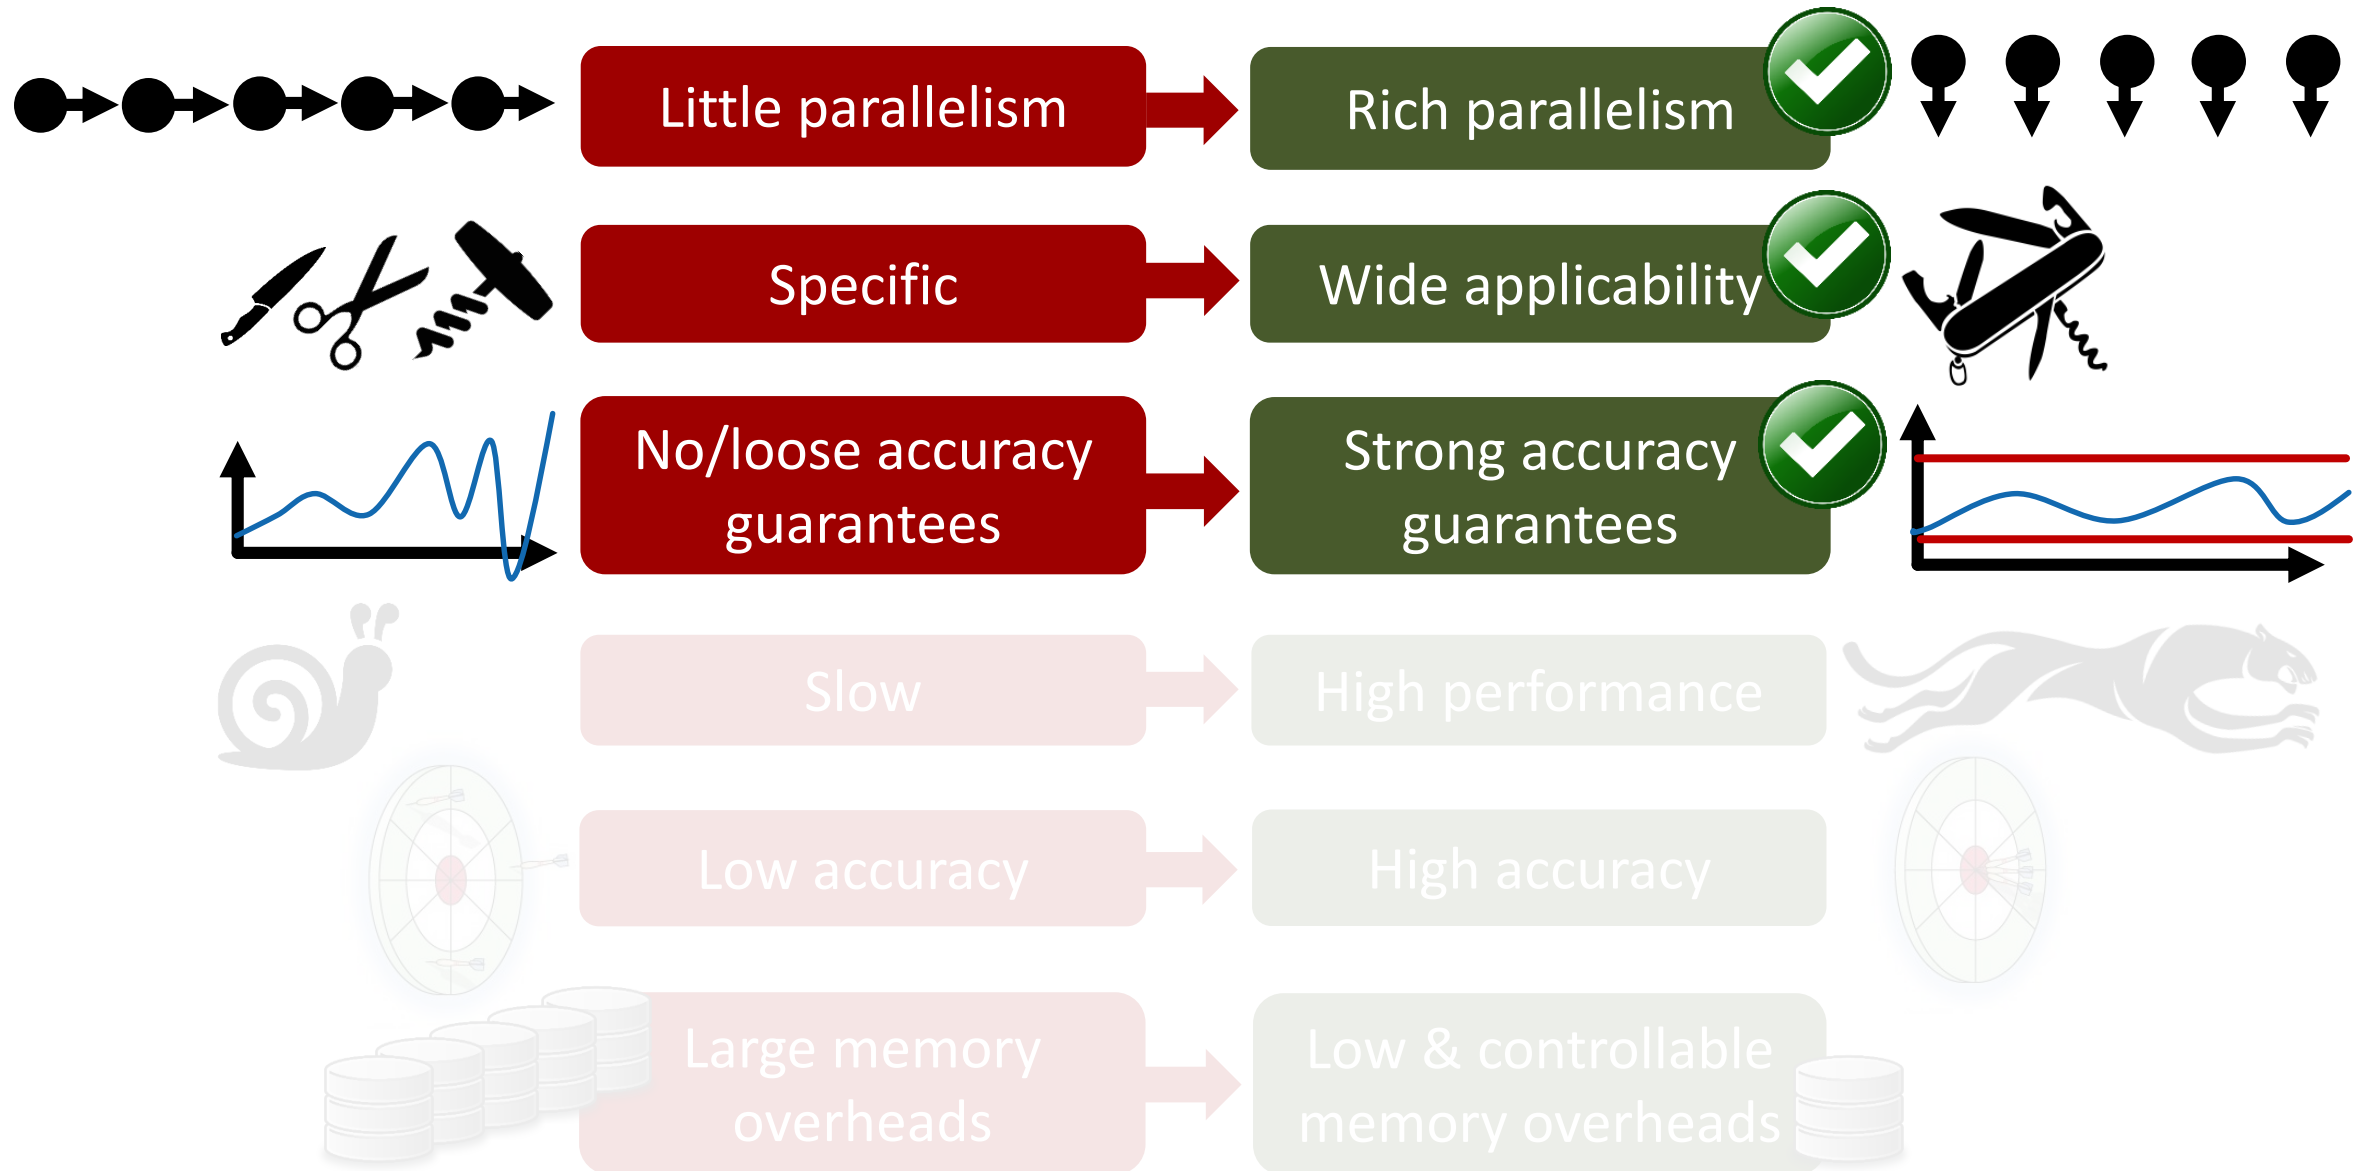 Little parallelism
Rich parallelism
Specific
Wide applicability
No/loose accuracy
guarantees
Strong accuracy
guarantees
Slow
High performance
Low accuracy
High accuracy
Large memory
overheads
Low & controllable
memory overheads